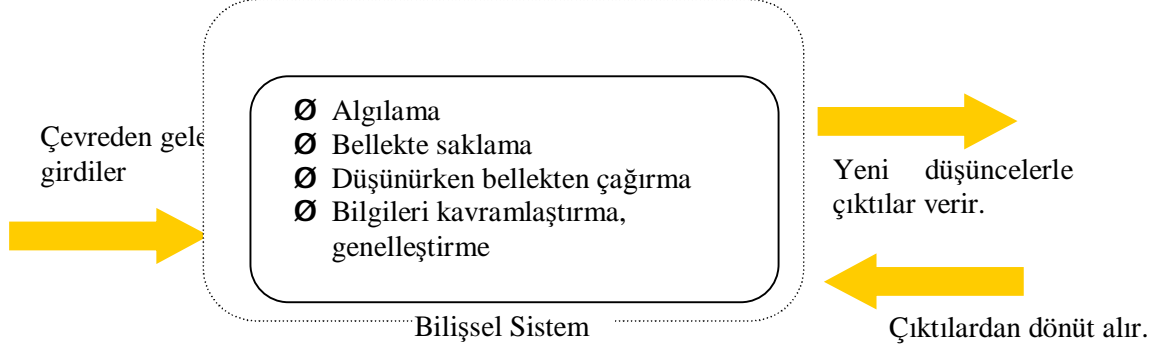 Çevreden gele
girdiler
Ø Algılama
Ø Bellekte saklama
Ø Düşünürken bellekten çağırma
Ø Bilgileri kavramlaştırma,
genelleştirme
Yeni düşüncelerle
çıktılar verir.
Bilişsel Sistem
Çıktılardan dönüt alır.